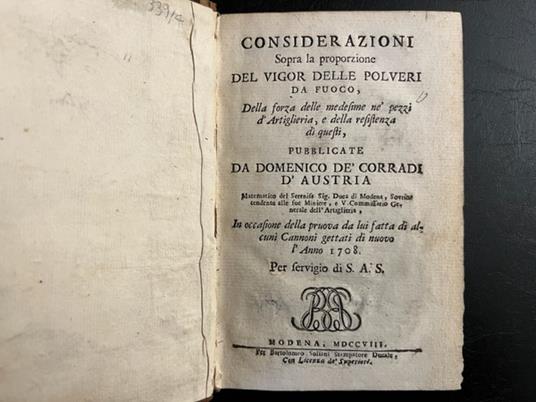 339/4
CONSIDERAZIONI
Sopra la proporzione
DEL VIGOR DELLE POLVERI
DA FUOCO,
Della forza delle medesime ne' pezzi
d'Artiglieria, e della resistenza
di questi,
PUBBLICATE
DA DOMENICO DE' CORRADI
D' AUSTRIA
Matematico del Sereniss Sig. Duca di Modena, Sovrin
tendente alle sue Miniere, e V. Commissario Ge-
nerale dell'Artiglieria,
In occasione della pruova da lui fatta di al-
cuni Cannoni gettati di nuovo
l'Anno 1708.
Per servigio di S. A. S.
MODENA, MDCCVIII.
Per Bartolomeo Soliani Stampatore Ducale,
Con Licenza de' Superiori.